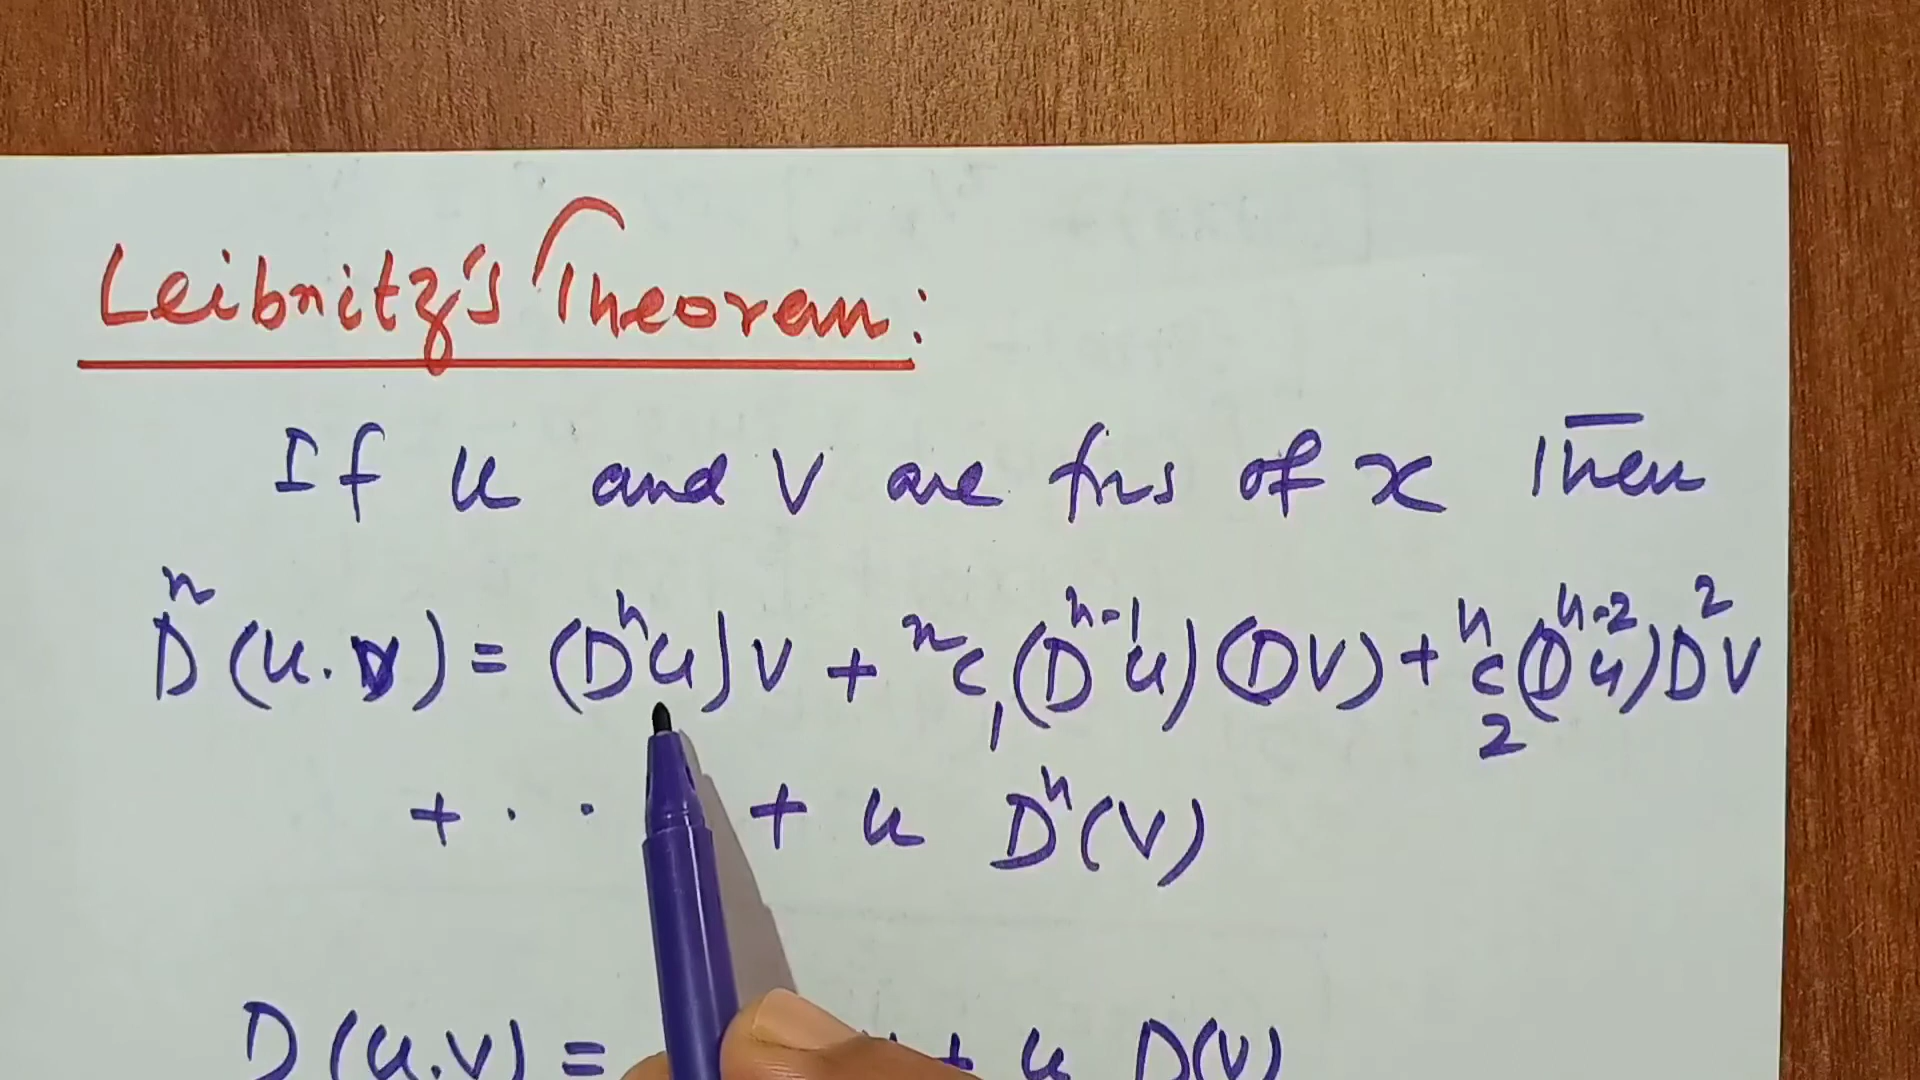 Leibnitz's Theorem:
If u and v are fns of x Then
Dⁿ(u.v) = (Dⁿu)v + ⁿc₁(Dⁿ⁻¹u)(Dv) + ⁿc₂(Dⁿ⁻²u)D²v
+ . . + u Dⁿ(v)
D(u.v) = + u D(v)